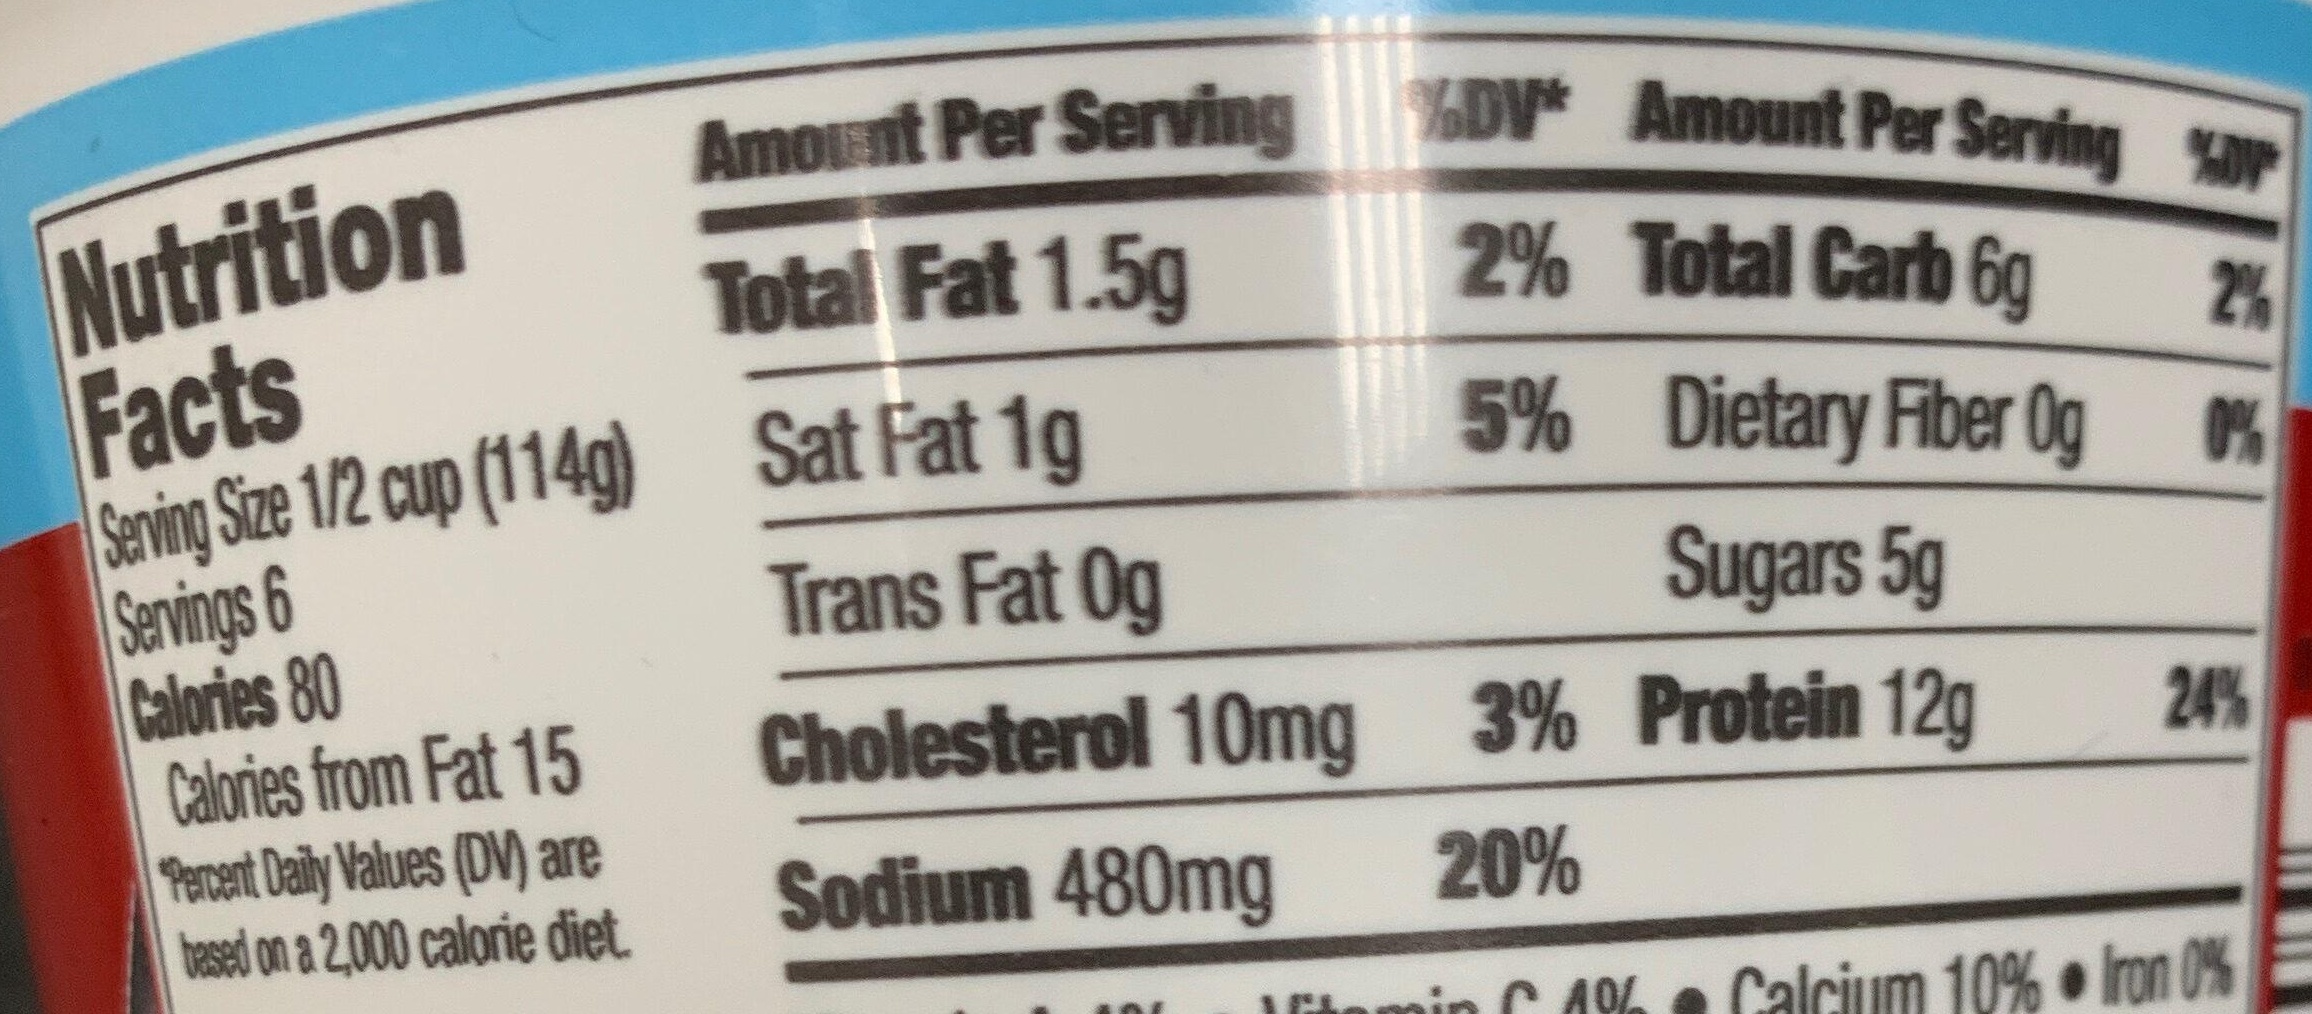 Nutrition
Facts
Serving Size 1/2 cup (114g)
Servings 6
Calories 80
Calories from Fat 15
*Percent Daily Values (DV) are
based on a 2,000 calorie diet.
Amount Per Serving %DV* Amount Per Serving %DV*
Total Fat 1.5g 2% Total Carb 6g 2%
Sat Fat 1g 5% Dietary Fiber 0g 0%
Trans Fat 0g Sugars 5g
Cholesterol 10mg 3% Protein 12g 24%
Sodium 480mg 20%
Vitamin C 4% • Calcium 10% • Iron 0%